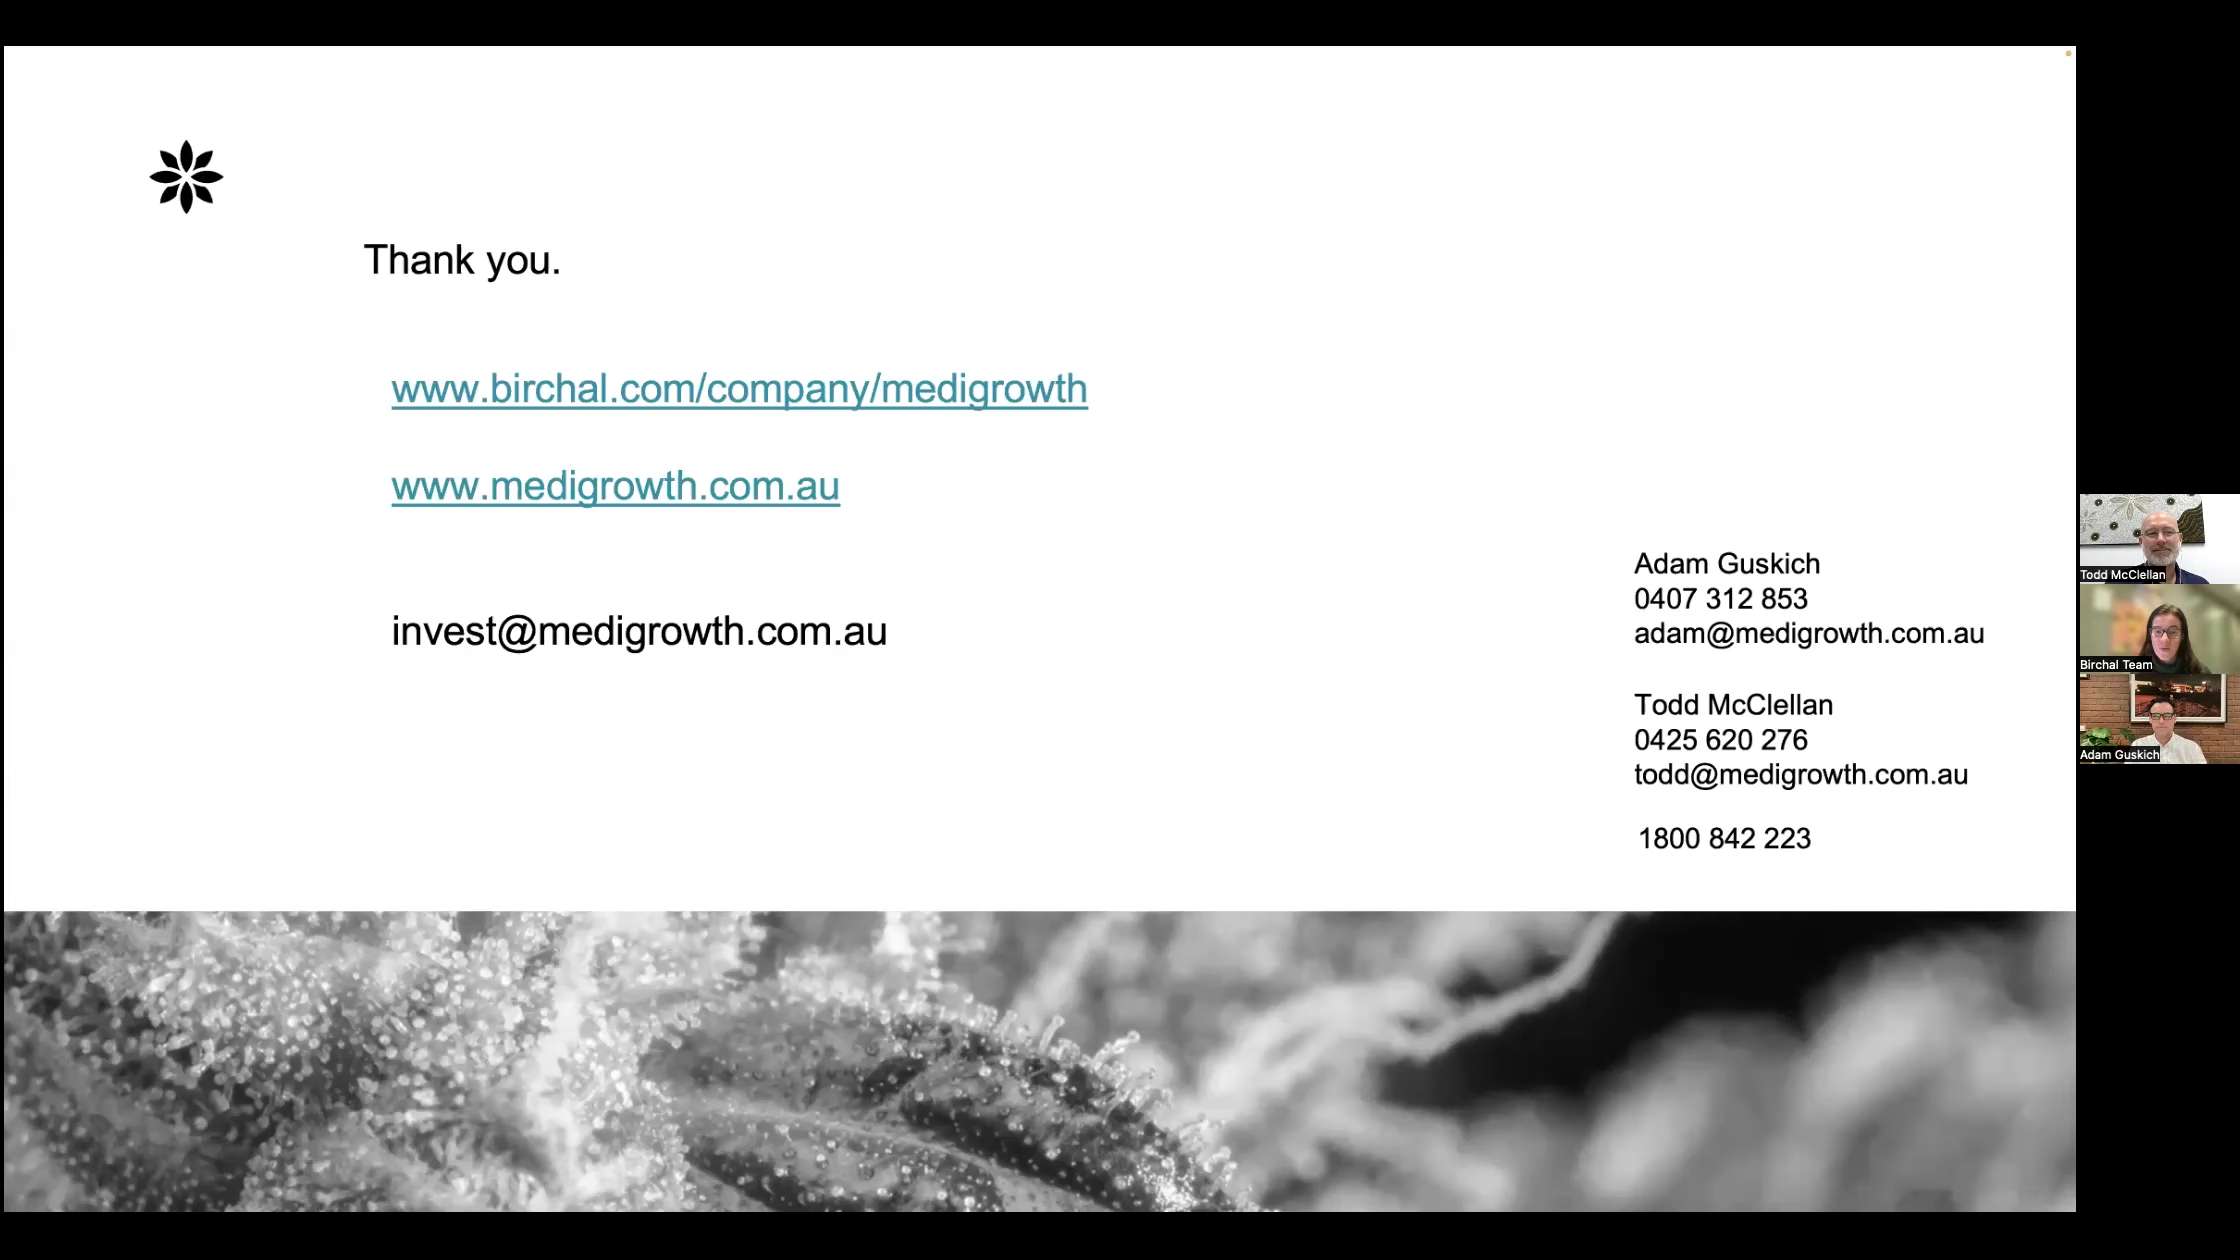 Thank you.
www.birchal.com/company/medigrowth
www.medigrowth.com.au
invest@medigrowth.com.au
Adam Guskich
0407 312 853
adam@medigrowth.com.au
Todd McClellan
0425 620 276
todd@medigrowth.com.au
1800 842 223
Todd McClellan
Birchal Team
Adam Guskich